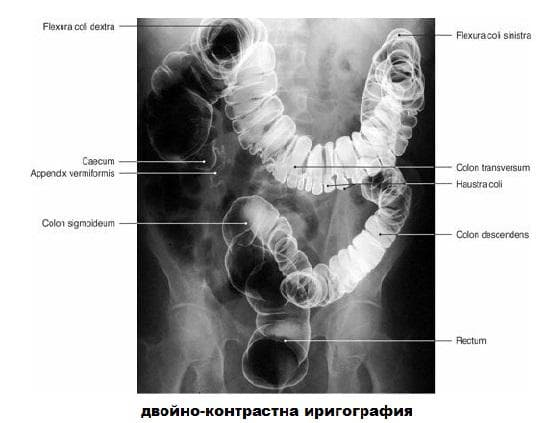 Flexura coli dextra
Flexura coli sinistra
Caecum
Appendx vermiformis
Colon transversum
Haustra coli
Colon sigmoideum
Colon descendens
Rectum
двойно-контрастна иригография